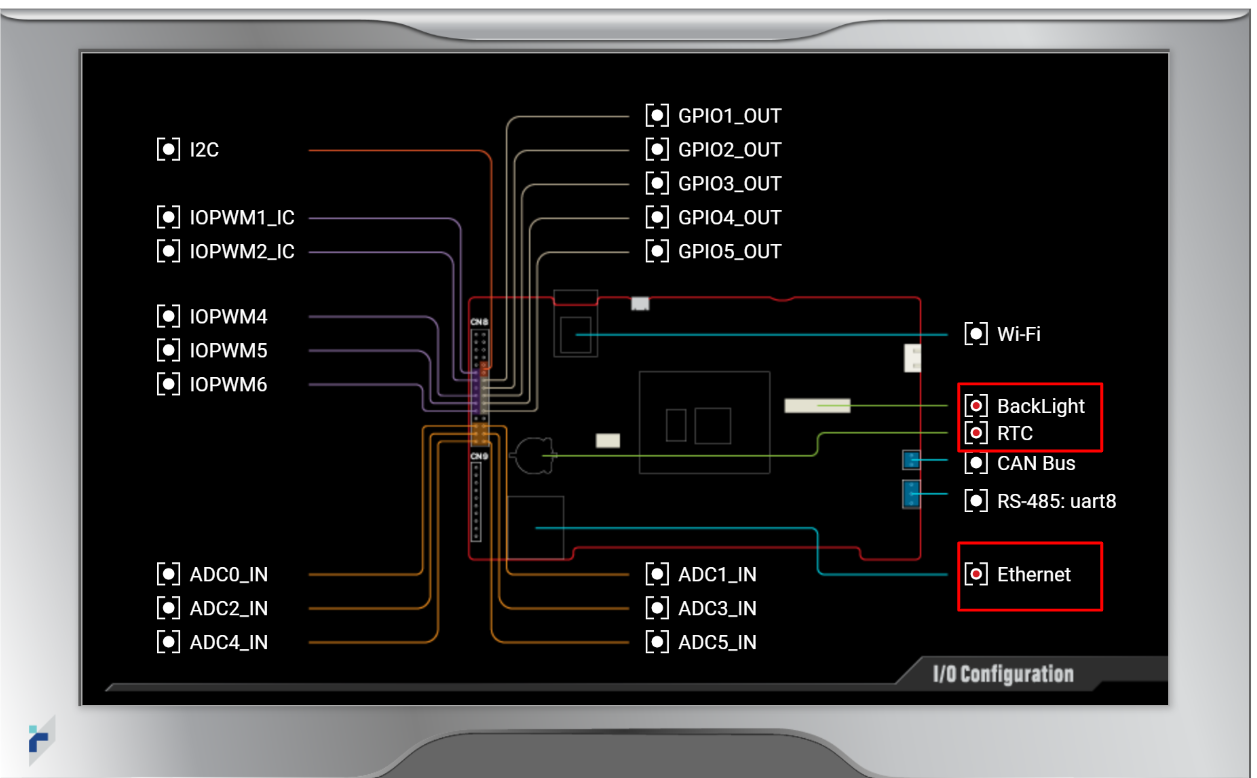 GPIO1_OUT
I2C
GPIO2_OUT
GPIO3_OUT
IOPWM1_IC
GPIO4_OUT
IOPWM2_IC
GPIO5_OUT
IOPWM4
CN8
Wi-Fi
IOPWM5
IOPWM6
BackLight
RTC
CN9
CAN Bus
RS-485: uart8
ADC0_IN
ADC1_IN
Ethernet
ADC2_IN
ADC3_IN
ADC4_IN
ADC5_IN
I/O Configuration